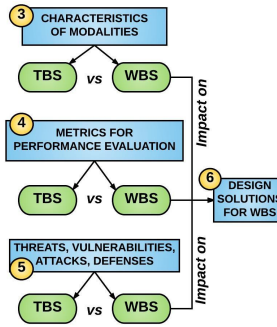 3
CHARACTERISTICS
OF MODALITIES
TBS vs WBS
Impact on
4
METRICS FOR
PERFORMANCE EVALUATION
TBS vs WBS
6
DESIGN
SOLUTIONS
FOR WBS
THREATS, VULNERABILITIES,
5
ATTACKS, DEFENSES
Impact on
TBS vs WBS